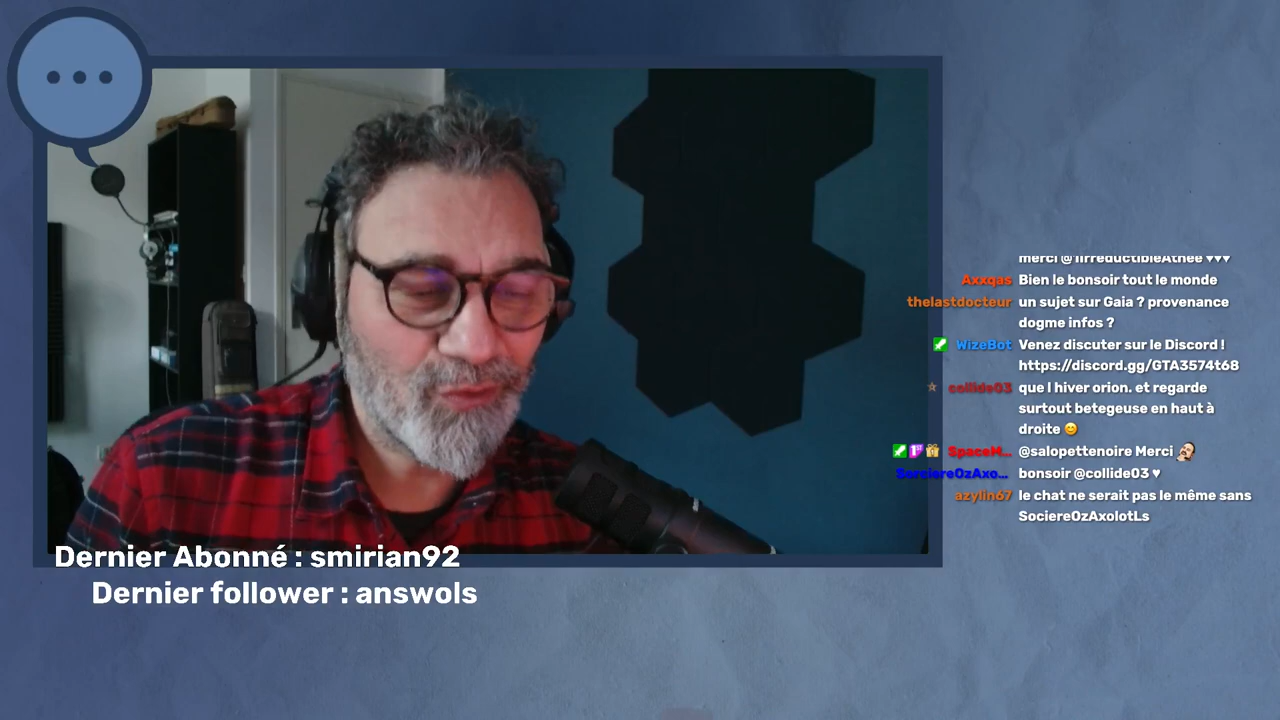 merci @1IrreductibleAthee ♥♥♥
Axxqas Bien le bonsoir tout le monde
thelastdocteur un sujet sur Gaia ? provenance
dogme infos ?
WizeBot Venez discuter sur le Discord !
https://discord.gg/GTA3574t68
collide03 que l hiver orion. et regarde
surtout betegeuse en haut à
droite 😊
SpaceM... @salopettenoire Merci
SorciereOzAxo... bonsoir @collide03 ♥
azylin67 le chat ne serait pas le même sans
SociereOzAxolotLs
Dernier Abonné : smirian92
Dernier follower : answols